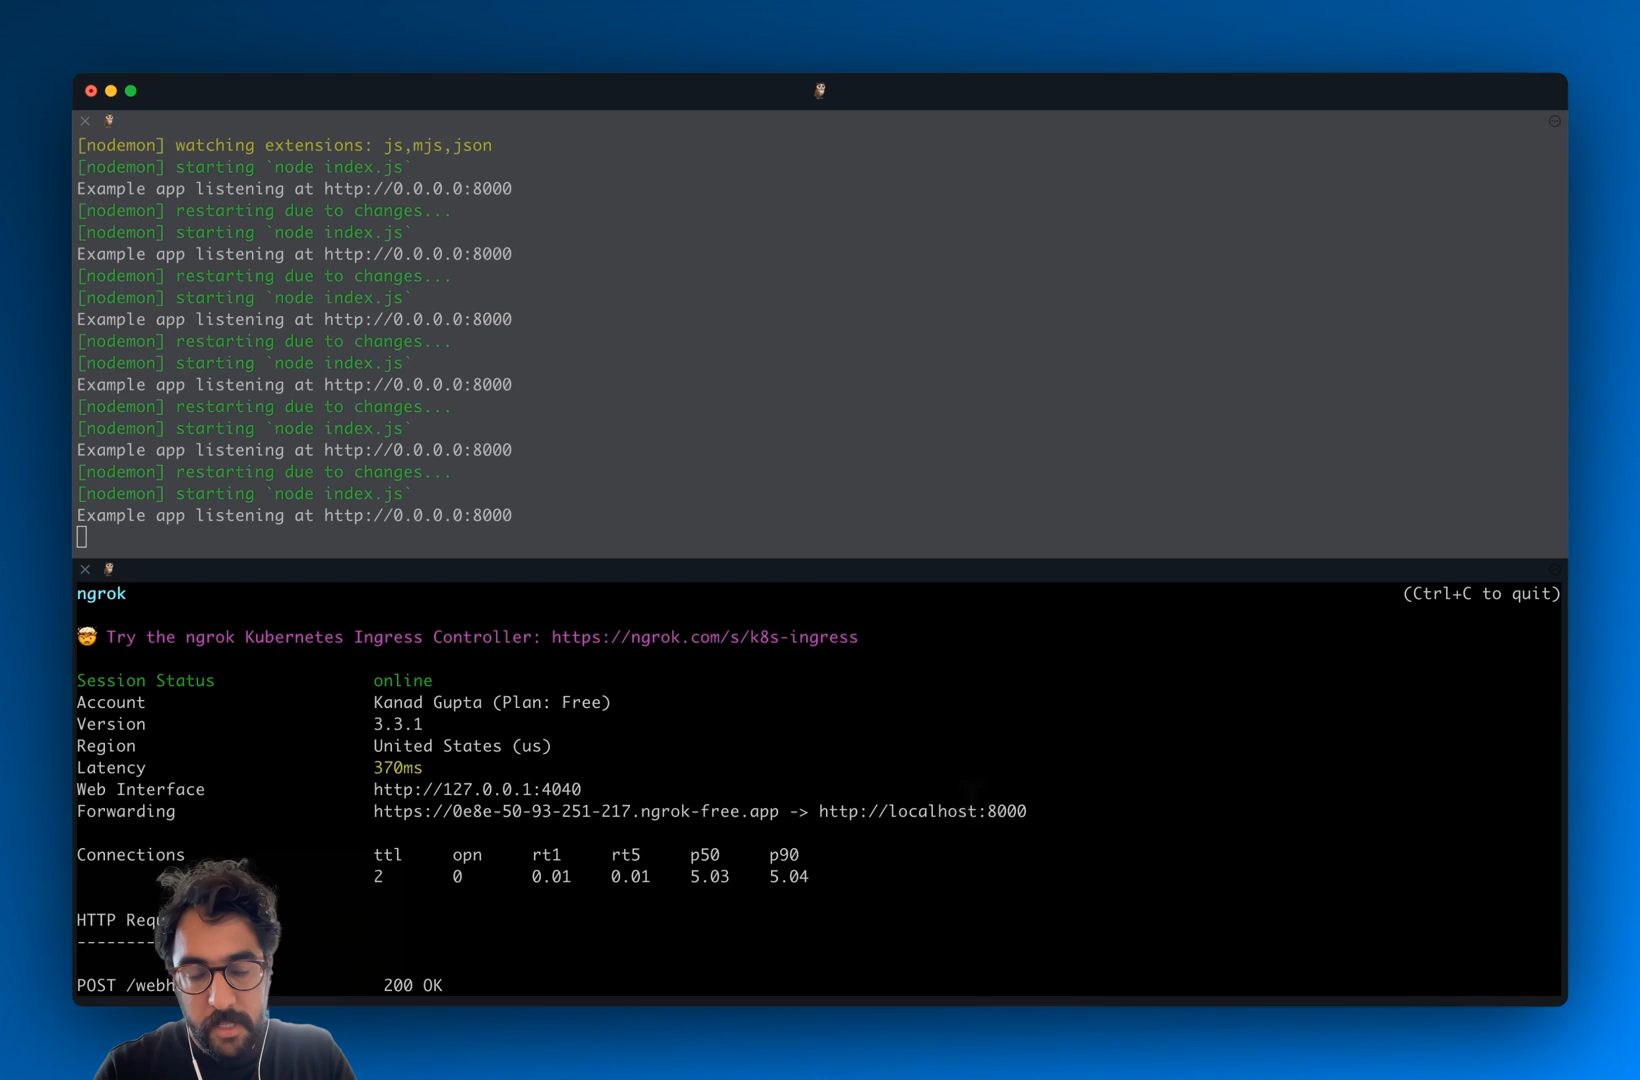 [nodemon] watching extensions: js,mjs,json
[nodemon] starting `node index.js`
Example app listening at http://0.0.0.0:8000
[nodemon] restarting due to changes...
[nodemon] starting `node index.js`
Example app listening at http://0.0.0.0:8000
[nodemon] restarting due to changes...
[nodemon] starting `node index.js`
Example app listening at http://0.0.0.0:8000
[nodemon] restarting due to changes...
[nodemon] starting `node index.js`
Example app listening at http://0.0.0.0:8000
[nodemon] restarting due to changes...
[nodemon] starting `node index.js`
Example app listening at http://0.0.0.0:8000
[nodemon] restarting due to changes...
[nodemon] starting `node index.js`
Example app listening at http://0.0.0.0:8000
ngrok (Ctrl+C to quit)
🤯 Try the ngrok Kubernetes Ingress Controller: https://ngrok.com/s/k8s-ingress
Session Status online
Account Kanad Gupta (Plan: Free)
Version 3.3.1
Region United States (us)
Latency 370ms
Web Interface http://127.0.0.1:4040
Forwarding https://0e8e-50-93-251-217.ngrok-free.app -> http://localhost:8000
Connections ttl opn rt1 rt5 p50 p90
2 0 0.01 0.01 5.03 5.04
HTTP
--------
POST 200 OK